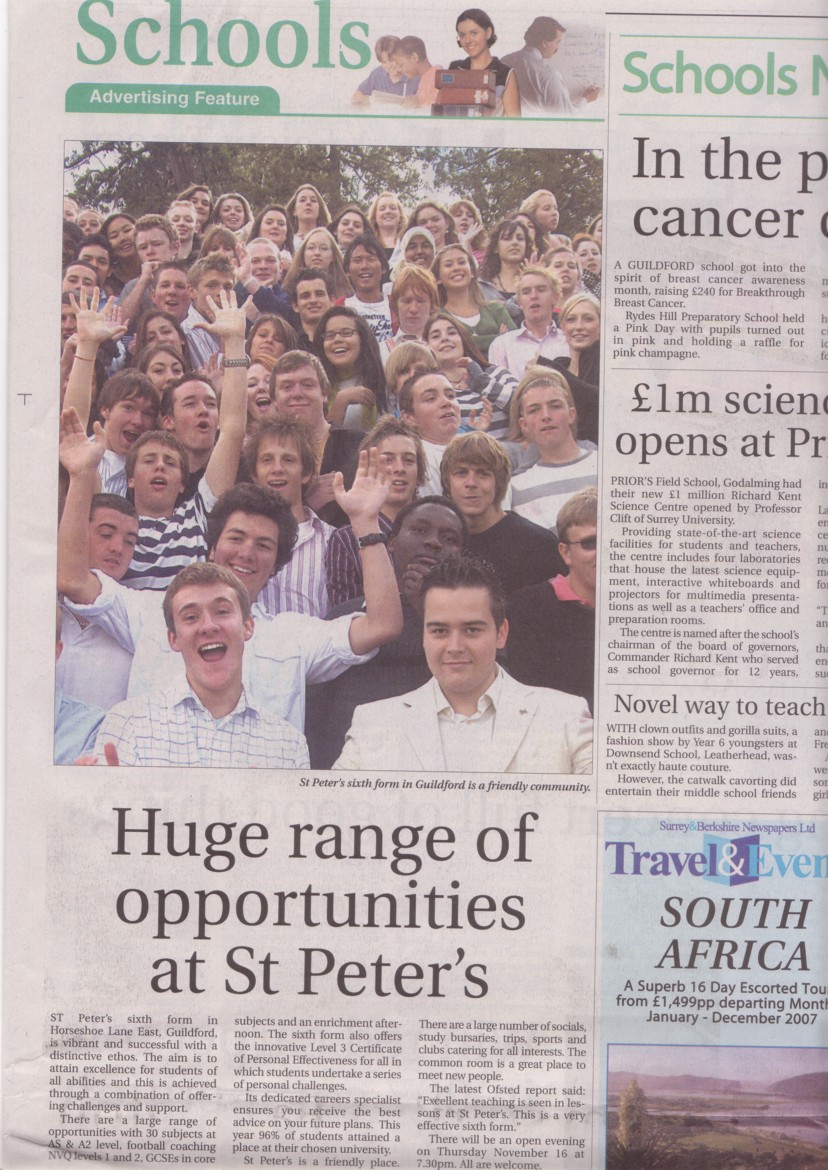 Schools
Advertising Feature
St Peter's sixth form in Guildford is a friendly community.
Huge range of
opportunities
at St Peter's
ST Peter's sixth form in
Horseshoe Lane East, Guildford,
is vibrant and successful with a
distinctive ethos. The aim is to
attain excellence for students of
all abilities and this is achieved
through a combination of offer-
ing challenges and support.
There are a large range of
opportunities with 30 subjects at
AS & A2 level, football coaching
NVQ levels 1 and 2, GCSEs in core
subjects and an enrichment after-
noon. The sixth form also offers
the innovative Level 3 Certificate
of Personal Effectiveness for all in
which students undertake a series
of personal challenges.
Its dedicated careers specialist
ensures you receive the best
advice on your future plans. This
year 96% of students attained a
place at their chosen university.
St Peter's is a friendly place.
There are a large number of socials,
study bursaries, trips, sports and
clubs catering for all interests. The
common room is a great place to
meet new people.
The latest Ofsted report said:
"Excellent teaching is seen in les-
sons at St Peter's. This is a very
effective sixth form."
There will be an open evening
on Thursday November 16 at
7.30pm. All are welcome.
Schools N
In the p
cancer
A GUILDFORD school got into the
spirit of breast cancer awareness
month, raising £240 for Breakthrough
Breast Cancer.
Rydes Hill Preparatory School held
a Pink Day with pupils turned out
in pink and holding a raffle for
pink champagne.
£1m scien
opens at Pri
PRIOR'S Field School, Godalming had
their new £1 million Richard Kent
Science Centre opened by Professor
Clift of Surrey University.
Providing state-of-the-art science
facilities for students and teachers,
the centre includes four laboratories
that house the latest science equip-
ment, interactive whiteboards and
projectors for multimedia presenta-
tions as well as a teachers' office and
preparation rooms.
The centre is named after the school's
chairman of the board of governors,
Commander Richard Kent who served
as school governor for 12 years,
Novel way to teach
WITH clown outfits and gorilla suits, a
fashion show by Year 6 youngsters at
Downsend School, Leatherhead, was-
n't exactly haute couture.
However, the catwalk cavorting did
entertain their middle school friends
Surrey&Berkshire Newspapers Ltd
Travel&Even
SOUTH
AFRICA
A Superb 16 Day Escorted Tou
from £1,499pp departing Month
January - December 2007